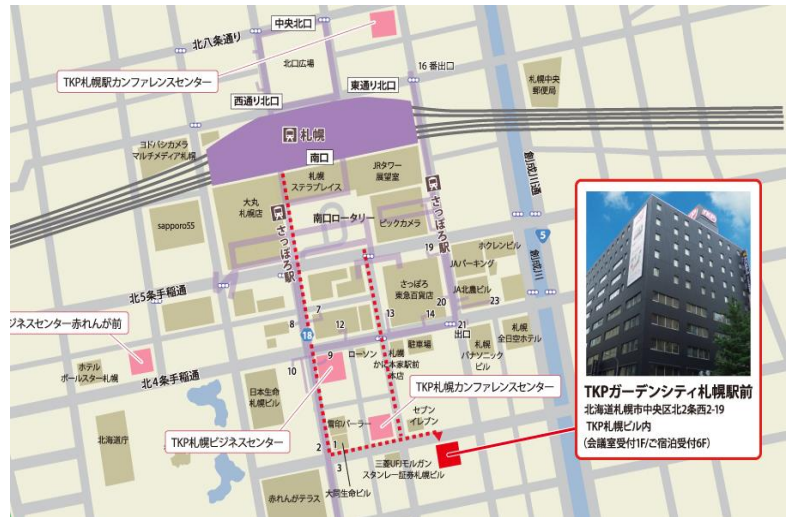 中央北口
北八条通り
北口広場
TKP札幌駅カンファレンスセンター
16番出口
札幌中央
郵便局
西通り北口
東通り北口
ヨドバシカメラ
マルチメディア札幌
札幌
南口
札幌
ステラプレイス
JRタワー
展望室
大丸
札幌店
さっぽろ駅
南口ロータリー
ビックカメラ
さっぽろ駅
創成川通
5
創成川
sapporo55
19
ホクレンビル
JAパーキング
JA北農ビル
さっぽろ
東急百貨店
20
23
北5条手稲通
7
8
18
12
13
14
21
出口
ジネスセンター赤れんが前
ホテル
ポールスター札幌
北4条手稲通
9
10
ローソン
札幌
かに本家駅前
本店
駐車場
札幌
パナソニック
ビル
札幌
全日空ホテル
日本生命
札幌ビル
TKP札幌カンファレンスセンター
北海道庁
TKP札幌ビジネスセンター
雪印パーラー
セブン
イレブン
2
1
3
大同生命ビル
三菱UFJモルガン
スタンレー証券札幌ビル
赤れんがテラス
TKPガーデンシティ札幌駅前
北海道札幌市中央区北2条西2-19
TKP札幌ビル内
(会議室受付1F/ご宿泊受付6F)